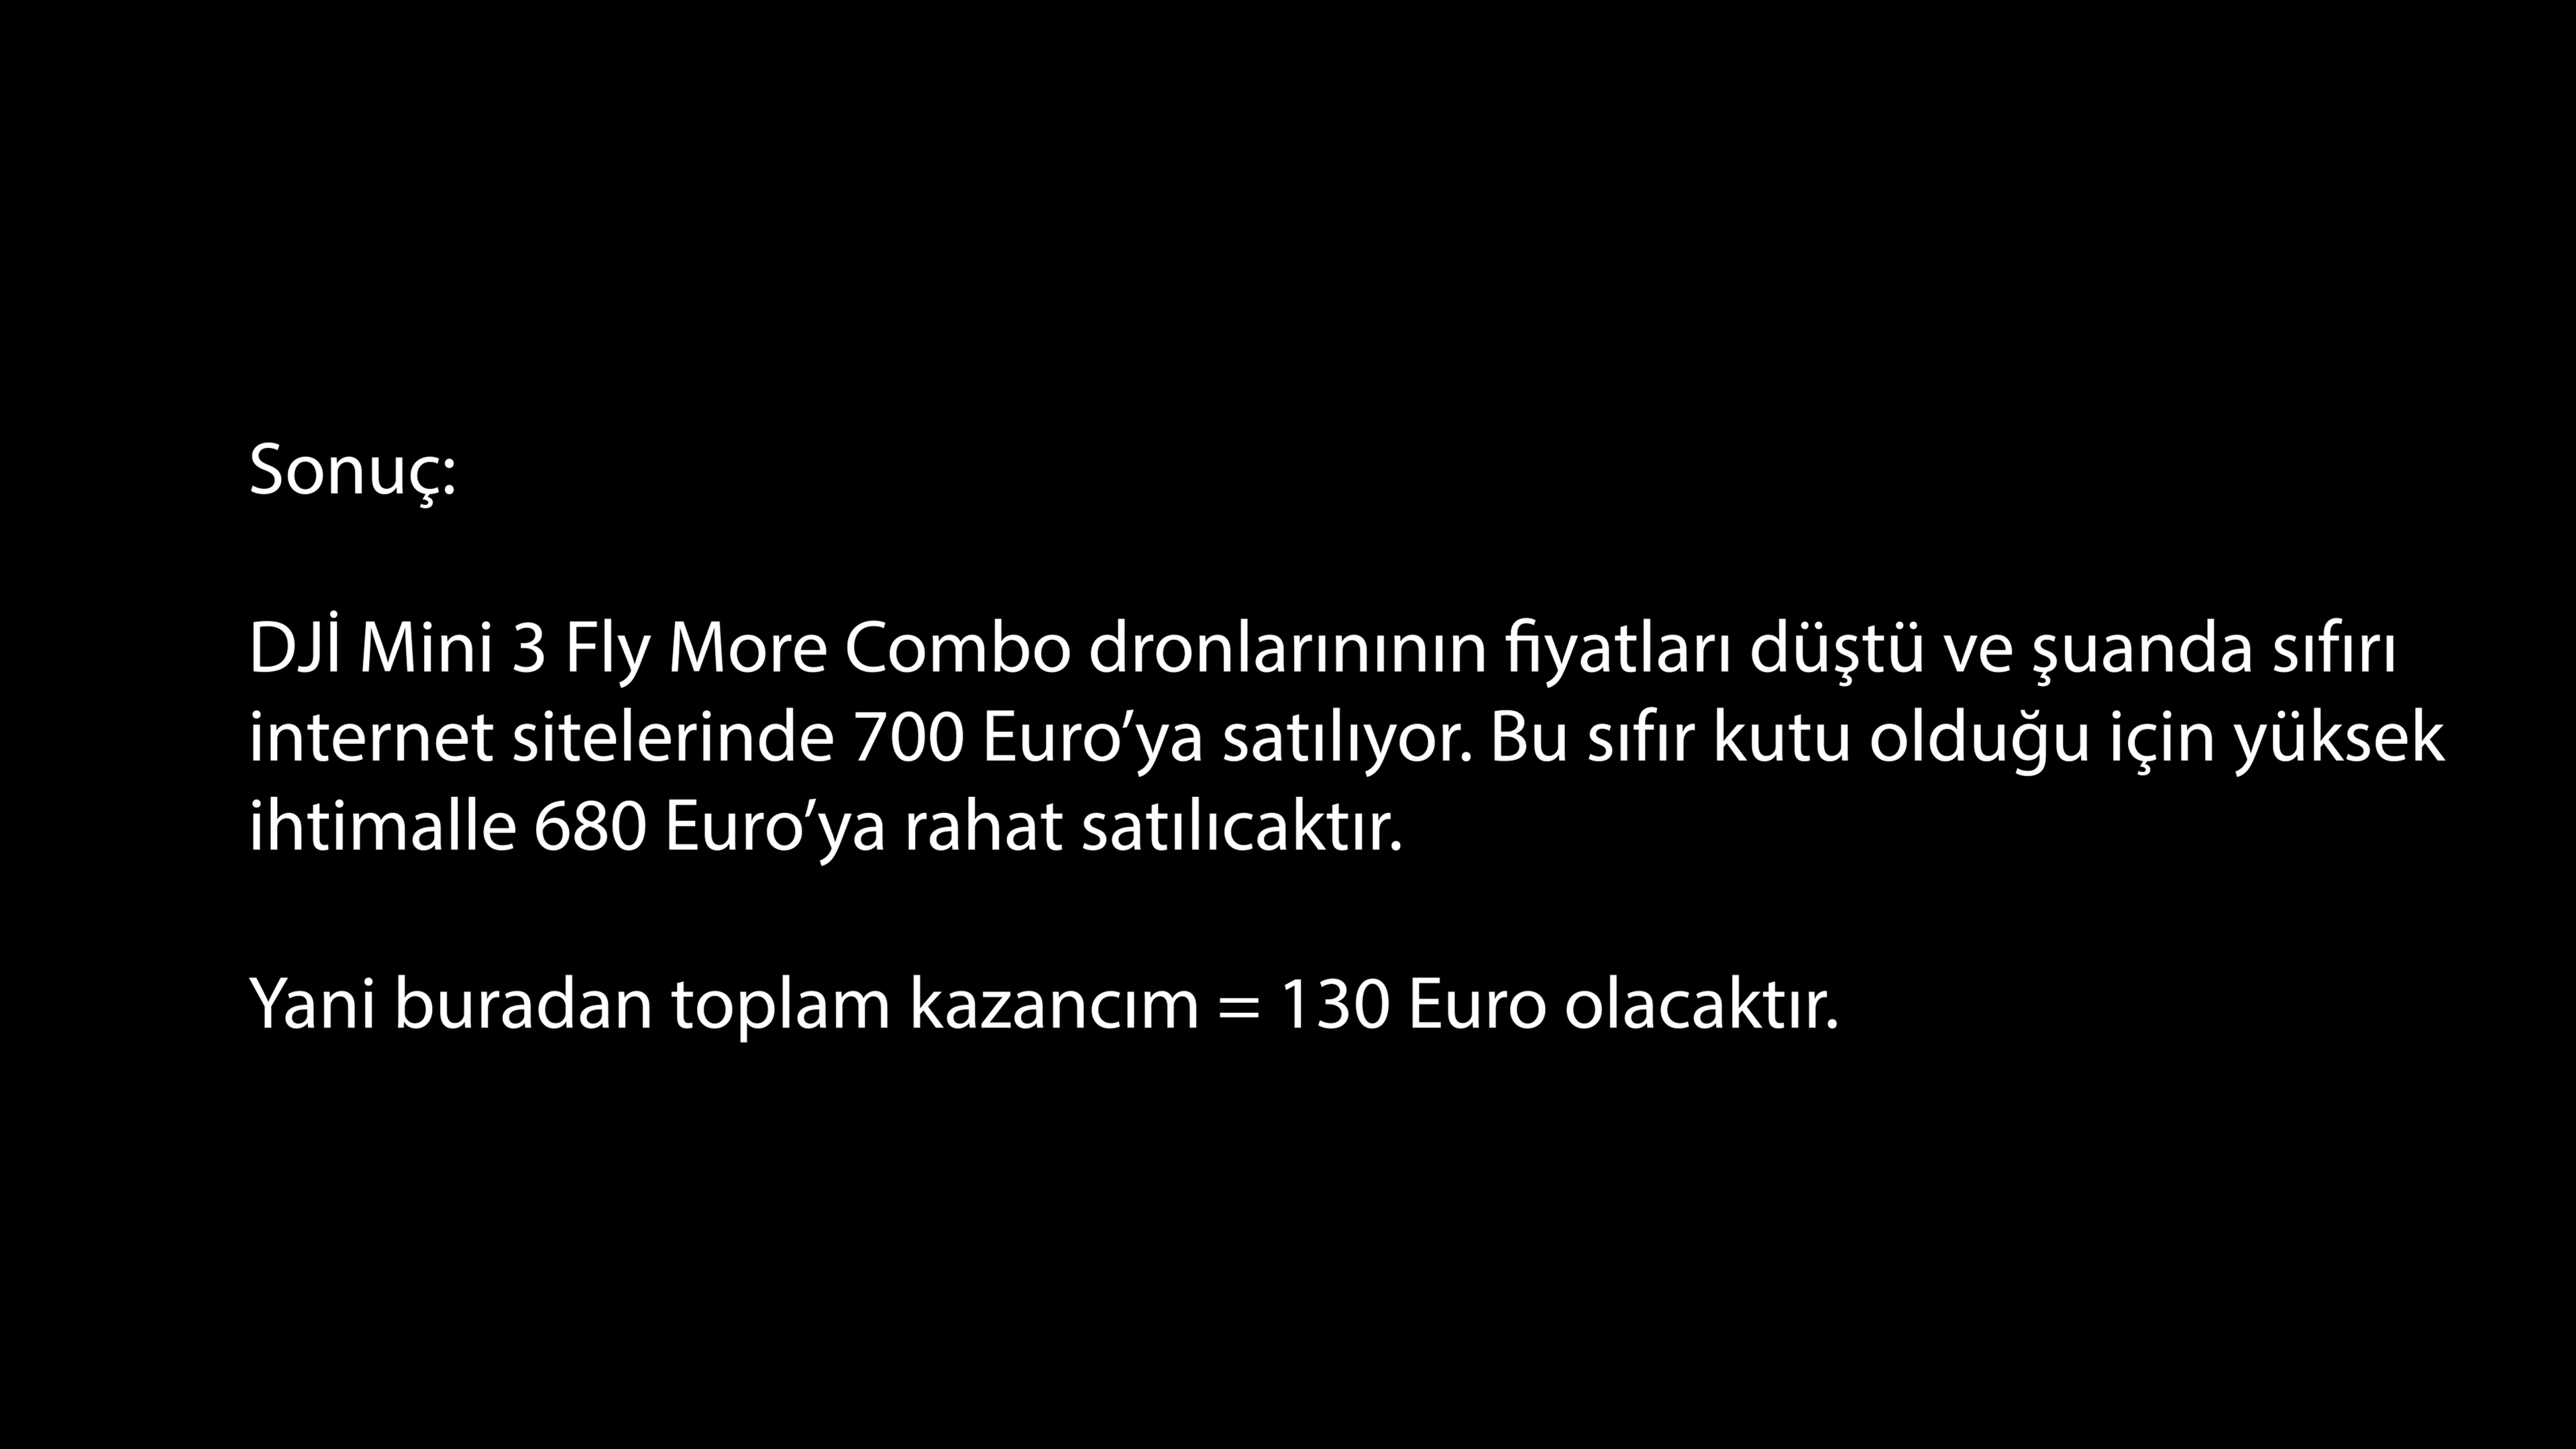 Sonuç:
DJİ Mini 3 Fly More Combo dronlarınının fiyatları düştü ve şuanda sıfırı
internet sitelerinde 700 Euro’ya satılıyor. Bu sıfır kutu olduğu için yüksek
ihtimalle 680 Euro’ya rahat satılıcaktır.
Yani buradan toplam kazancım = 130 Euro olacaktır.